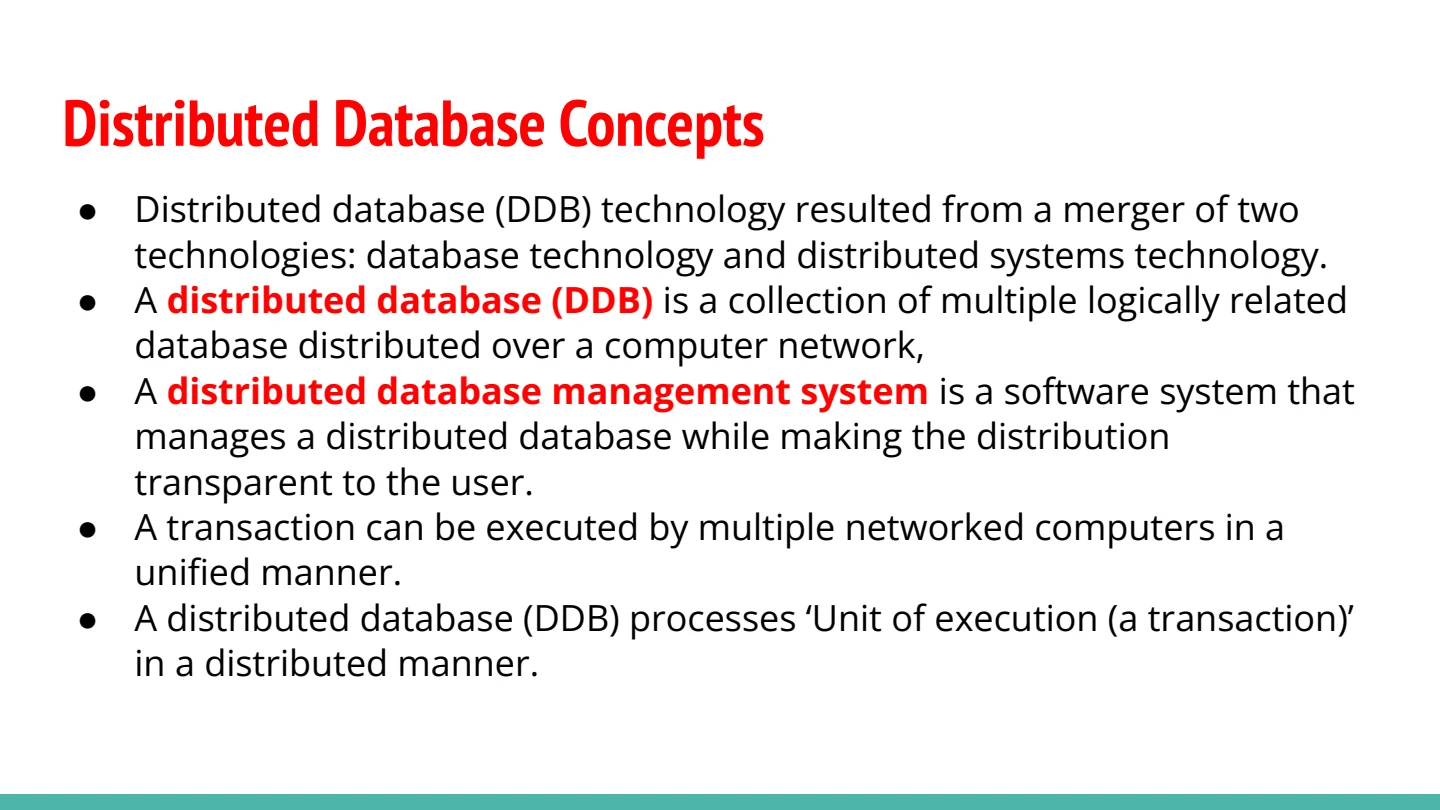 Distributed Database Concepts
● Distributed database (DDB) technology resulted from a merger of two
technologies: database technology and distributed systems technology.
● A distributed database (DDB) is a collection of multiple logically related
database distributed over a computer network,
● A distributed database management system is a software system that
manages a distributed database while making the distribution
transparent to the user.
● A transaction can be executed by multiple networked computers in a
unified manner.
● A distributed database (DDB) processes ‘Unit of execution (a transaction)’
in a distributed manner.